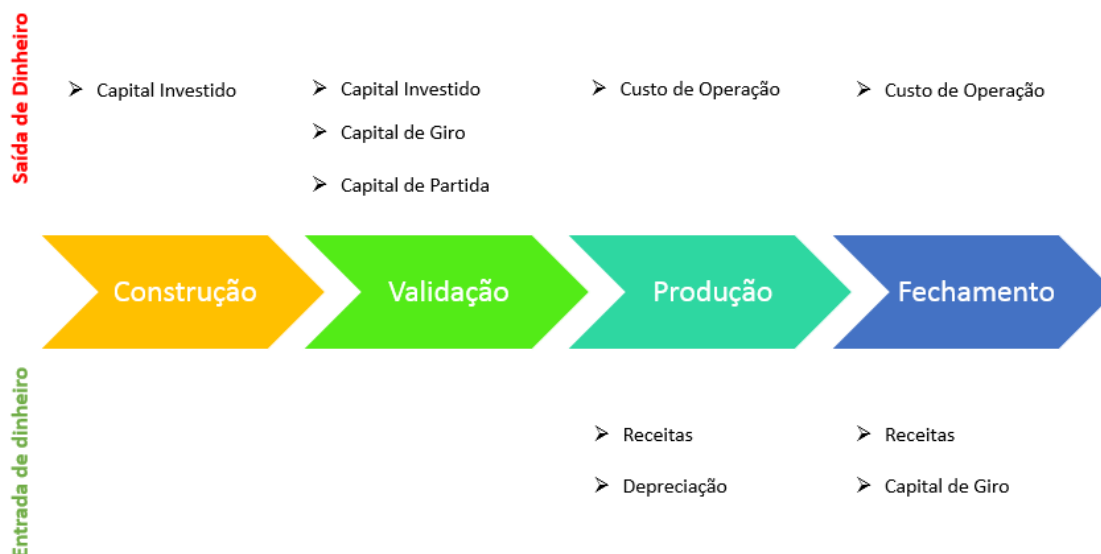 Saída de Dinheiro
Capital Investido
Capital Investido
Capital de Giro
Capital de Partida
Custo de Operação
Custo de Operação
Construção
Validação
Produção
Fechamento
Entrada de dinheiro
Receitas
Depreciação
Receitas
Capital de Giro